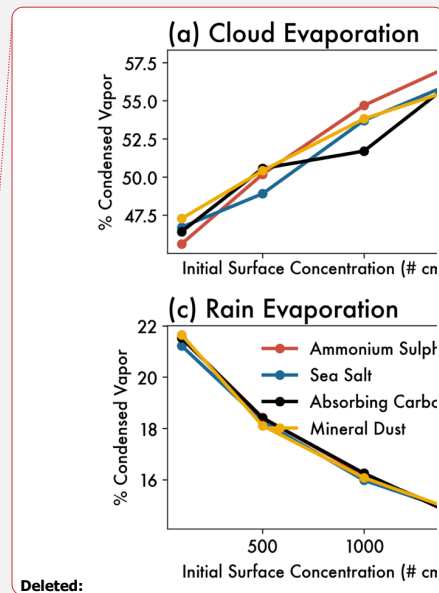 (a) Cloud Evaporation
57.5
55.0
52.5
50.0
47.5
% Condensed Vapor
Initial Surface Concentration (# cm
(c) Rain Evaporation
22
20
18
16
% Condensed Vapor
Ammonium Sulph
Sea Salt
Absorbing Carbo
Mineral Dust
500 1000
Initial Surface Concentration (# cm
Deleted: